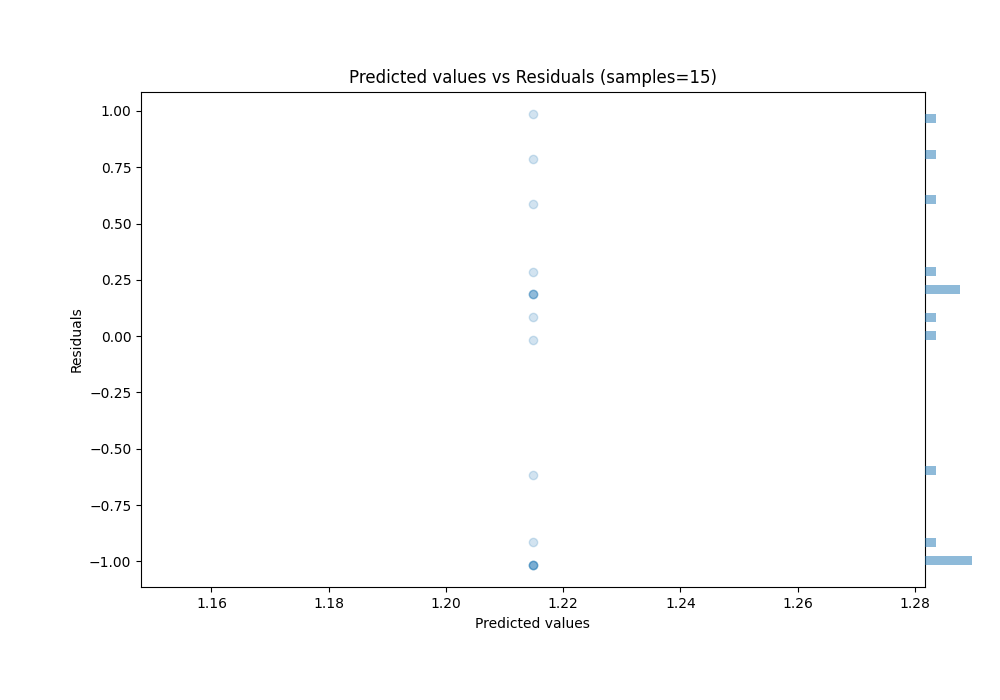 Predicted values vs Residuals (samples=15)
1.00
0.75
0.50
0.25
0.00
−0.25
−0.50
−0.75
−1.00
Residuals
1.16 1.18 1.20 1.22 1.24 1.26 1.28
Predicted values